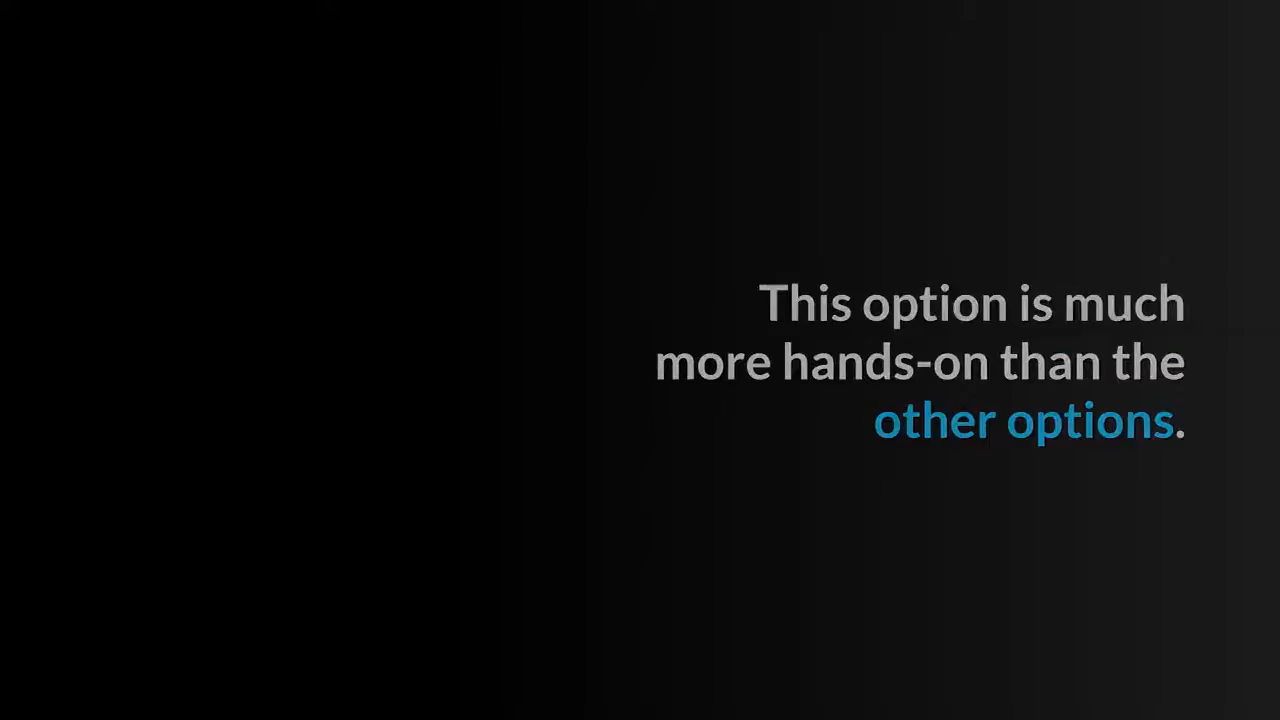 This option is much
more hands-on than the
other options.